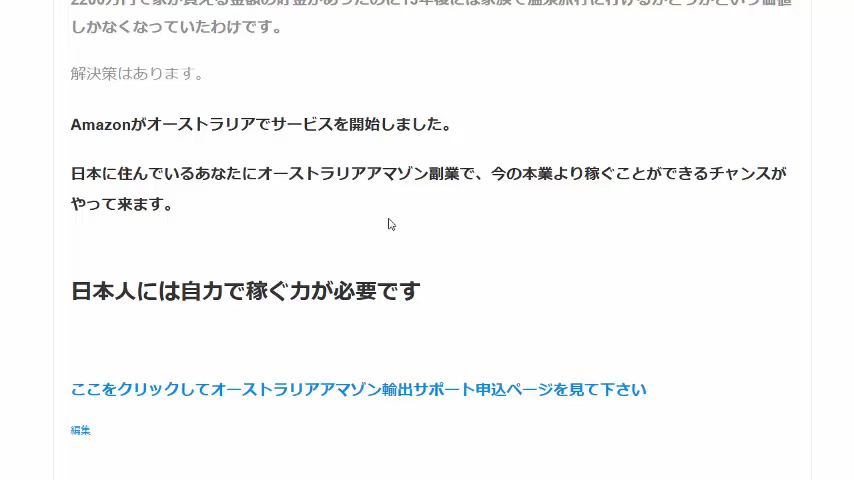 2200万円で家が買える金額の貯金があったのに15年後には家族で温泉旅行に行けるかどうかという価値
しかなくなっていたわけです。
解決策はあります。
Amazonがオーストラリアでサービスを開始しました。
日本に住んでいるあなたにオーストラリアアマゾン副業で、今の本業より稼ぐことができるチャンスが
やって来ます。
日本人には自力で稼ぐ力が必要です
ここをクリックしてオーストラリアアマゾン輸出サポート申込ページを見て下さい
編集